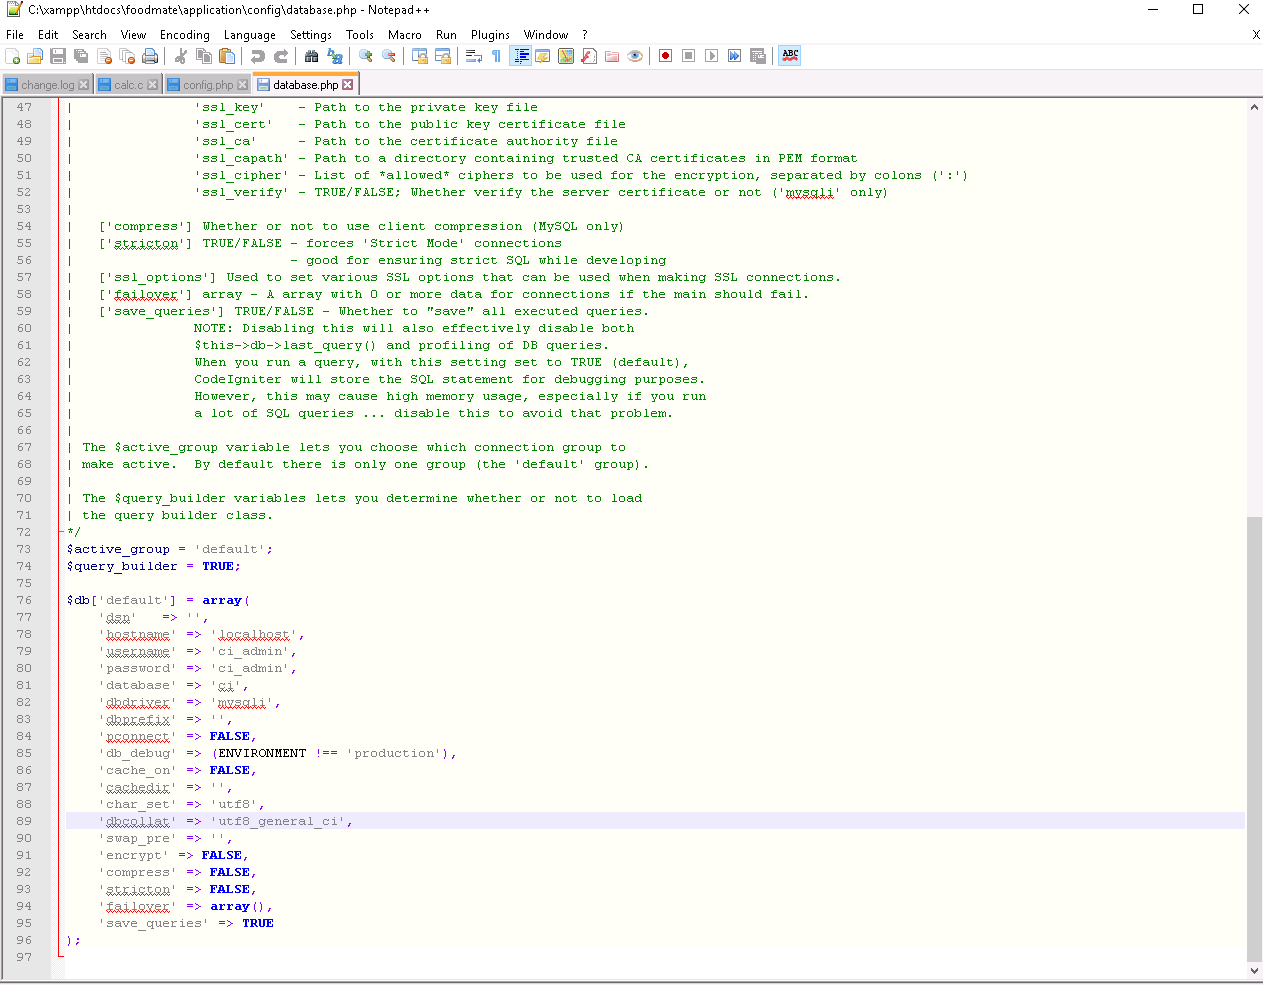 C:\xampp\htdocs\foodmate\application\config\database.php - Notepad++
File Edit Search View Encoding Language Settings Tools Macro Run Plugins Window ? X
ABC
change.log calc.c config.php database.php
47 | 'ssl_key' - Path to the private key file
48 | 'ssl_cert' - Path to the public key certificate file
49 | 'ssl_ca' - Path to the certificate authority file
50 | 'ssl_capath' - Path to a directory containing trusted CA certificates in PEM format
51 | 'ssl_cipher' - List of *allowed* ciphers to be used for the encryption, separated by colons (':')
52 | 'ssl_verify' - TRUE/FALSE; Whether verify the server certificate or not ('mysqli' only)
53 |
54 | ['compress'] Whether or not to use client compression (MySQL only)
55 | ['stricton'] TRUE/FALSE - forces 'Strict Mode' connections
56 | - good for ensuring strict SQL while developing
57 | ['ssl_options'] Used to set various SSL options that can be used when making SSL connections.
58 | ['failover'] array - A array with 0 or more data for connections if the main should fail.
59 | ['save_queries'] TRUE/FALSE - Whether to "save" all executed queries.
60 | NOTE: Disabling this will also effectively disable both
61 | $this->db->last_query() and profiling of DB queries.
62 | When you run a query, with this setting set to TRUE (default),
63 | CodeIgniter will store the SQL statement for debugging purposes.
64 | However, this may cause high memory usage, especially if you run
65 | a lot of SQL queries ... disable this to avoid that problem.
66 |
67 | The $active_group variable lets you choose which connection group to
68 | make active. By default there is only one group (the 'default' group).
69 |
70 | The $query_builder variables lets you determine whether or not to load
71 | the query builder class.
72 */
73 $active_group = 'default';
74 $query_builder = TRUE;
75
76 $db['default'] = array(
77 'dsn' => '',
78 'hostname' => 'localhost',
79 'username' => 'ci_admin',
80 'password' => 'ci_admin',
81 'database' => 'ci',
82 'dbdriver' => 'mysqli',
83 'dbprefix' => '',
84 'pconnect' => FALSE,
85 'db_debug' => (ENVIRONMENT !== 'production'),
86 'cache_on' => FALSE,
87 'cachedir' => '',
88 'char_set' => 'utf8',
89 'dbcollat' => 'utf8_general_ci',
90 'swap_pre' => '',
91 'encrypt' => FALSE,
92 'compress' => FALSE,
93 'stricton' => FALSE,
94 'failover' => array(),
95 'save_queries' => TRUE
96 );
97